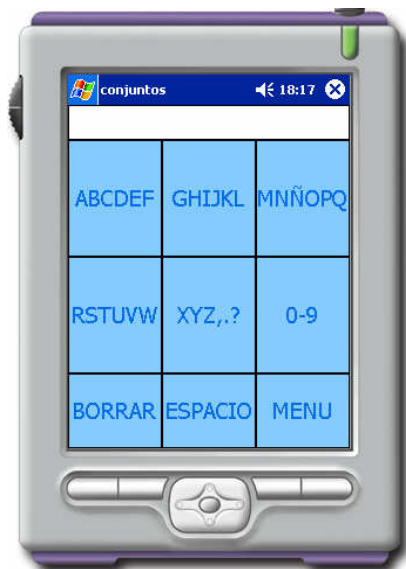 conjuntos 18:17
ABCDEF GHIJKL MNÑOPQ
RSTUVW XYZ,.? 0-9
BORRAR ESPACIO MENU